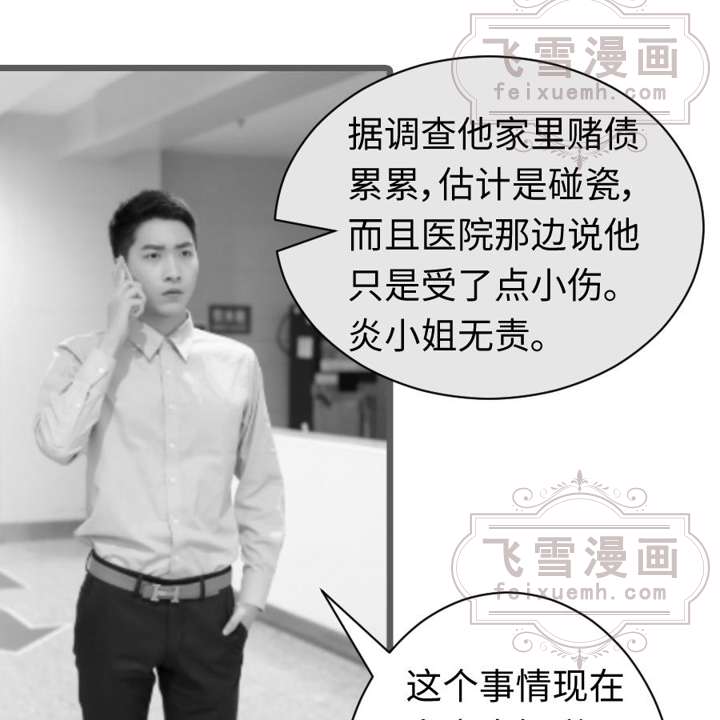 飞雪漫画
feixuemh.com
据调查他家里赌债
累累，估计是碰瓷，
而且医院那边说他
只是受了点小伤。
炎小姐无责。
飞雪漫画
feixuemh.com
这个事情现在